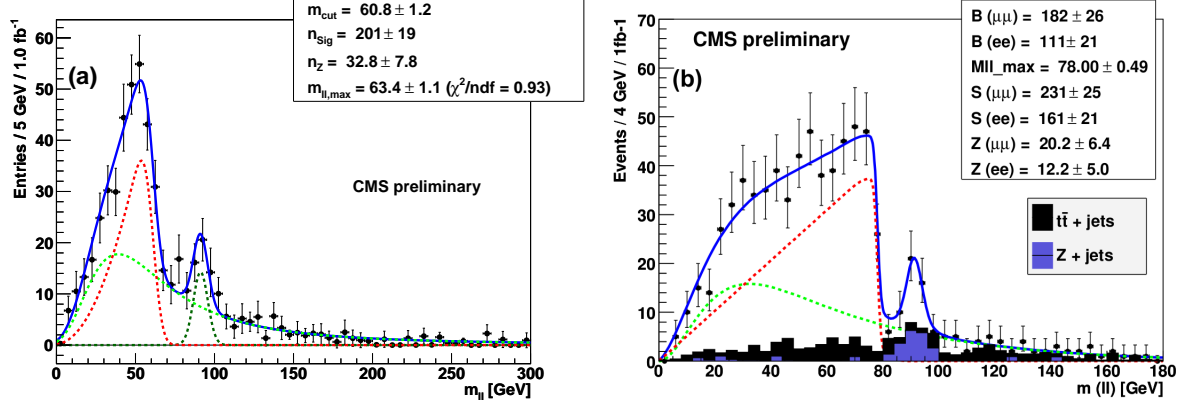 m_cut = 60.8 ± 1.2
n_Sig = 201 ± 19
n_Z = 32.8 ± 7.8
m_ll,max = 63.4 ± 1.1 (χ²/ndf = 0.93)
(a)
CMS preliminary
Entries / 5 GeV / 1.0 fb⁻¹
60
50
40
30
20
10
0
0 50 100 150 200 250 300
m_ll [GeV]
B (μμ) = 182 ± 26
B (ee) = 111 ± 21
Mll_max = 78.00 ± 0.49
S (μμ) = 231 ± 25
S (ee) = 161 ± 21
Z (μμ) = 20.2 ± 6.4
Z (ee) = 12.2 ± 5.0
CMS preliminary
(b)
tt̄ + jets
Z + jets
Events / 4 GeV / 1fb-1
70
60
50
40
30
20
10
0
0 20 40 60 80 100 120 140 160 180
m (ll) [GeV]